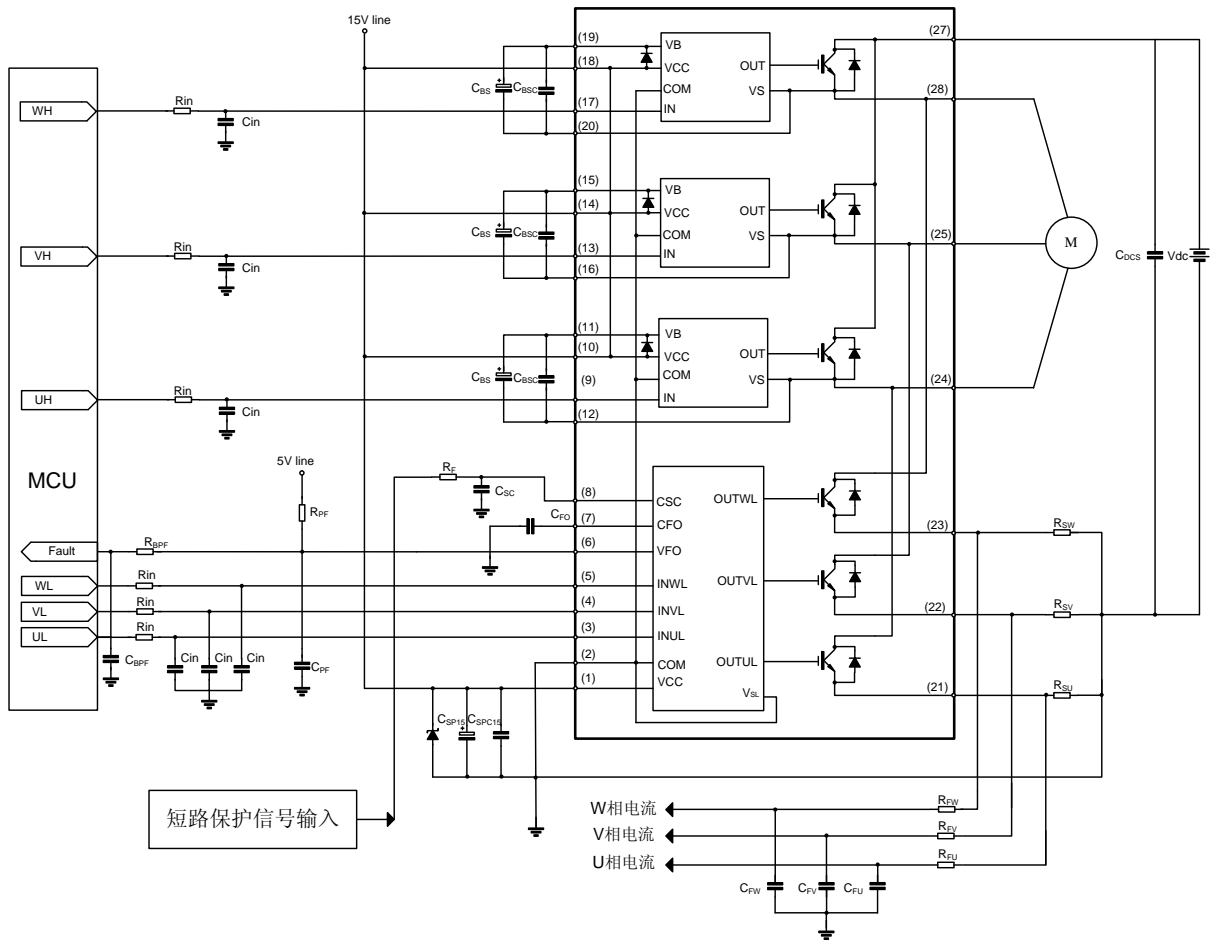 15V line
(19)
VB
(27)
(18)
VCC
OUT
CBS
CBSC
COM
VS
(28)
WH
Rin
(17)
IN
Cin
(20)
(15)
VB
(14)
VCC
OUT
CBS
CBSC
COM
VS
(25)
M
VH
Rin
(13)
IN
CDCS
Vdc
Cin
(16)
(11)
VB
(10)
VCC
OUT
CBS
CBSC
(9)
COM
VS
(24)
UH
Rin
IN
Cin
(12)
5V line
MCU
RF
CSC
(8)
CSC
OUTWL
RPF
CFO
(7)
CFO
(23)
RSW
Fault
RBPF
(6)
VFO
WL
Rin
(5)
INWL
OUTVL
VL
Rin
(4)
INVL
(22)
RSV
UL
Rin
(3)
INUL
CBPF
Cin
Cin
Cin
CPF
(2)
COM
OUTUL
(1)
VCC
VSL
(21)
RSU
CSP15
CSPC15
短路保护信号输入
W相电流
RFW
V相电流
RFV
U相电流
RFU
CFW
CFV
CFU